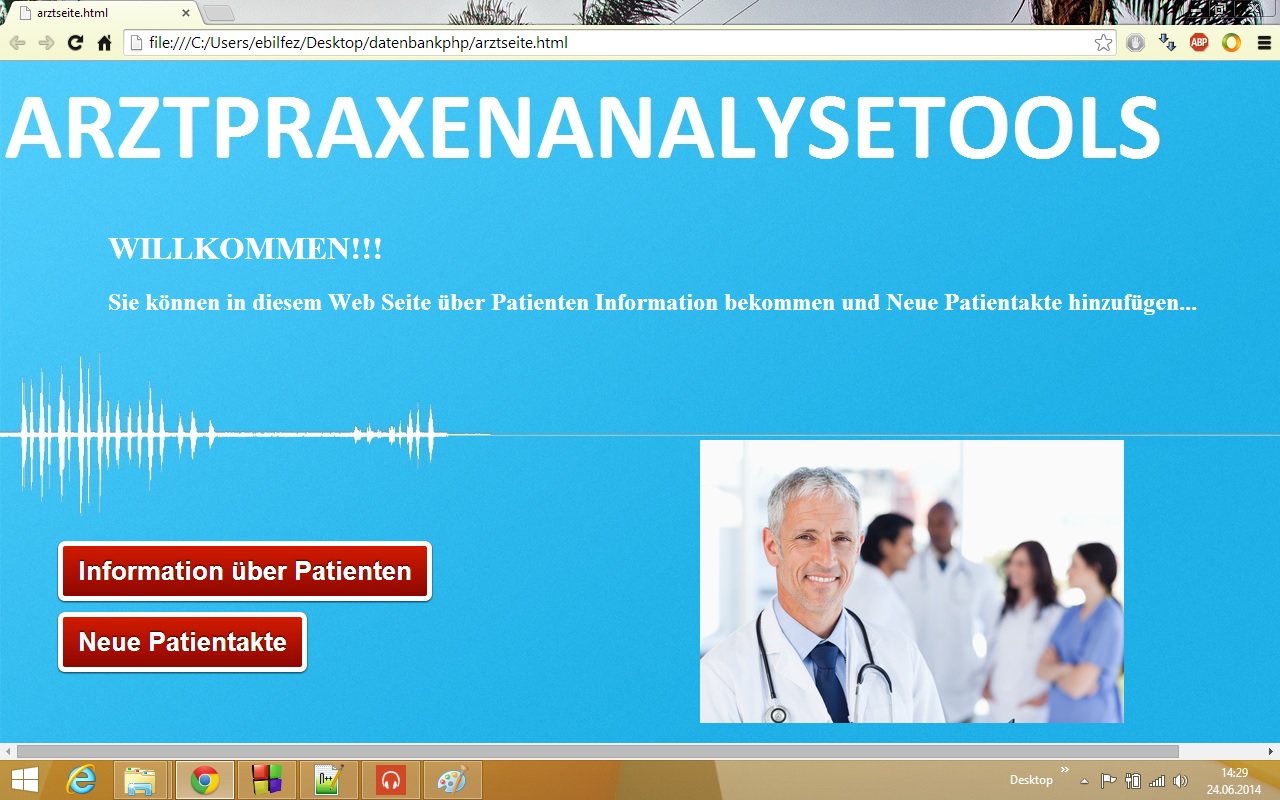 arztseite.html
file:///C:/Users/ebilfez/Desktop/datenbankphp/arztseite.html
ABP
ARZTPRAXENANALYSETOOLS
WILLKOMMEN!!!
Sie können in diesem Web Seite über Patienten Information bekommen und Neue Patientakte hinzufügen...
Information über Patienten
Neue Patientakte
Desktop
14:29
24.06.2014